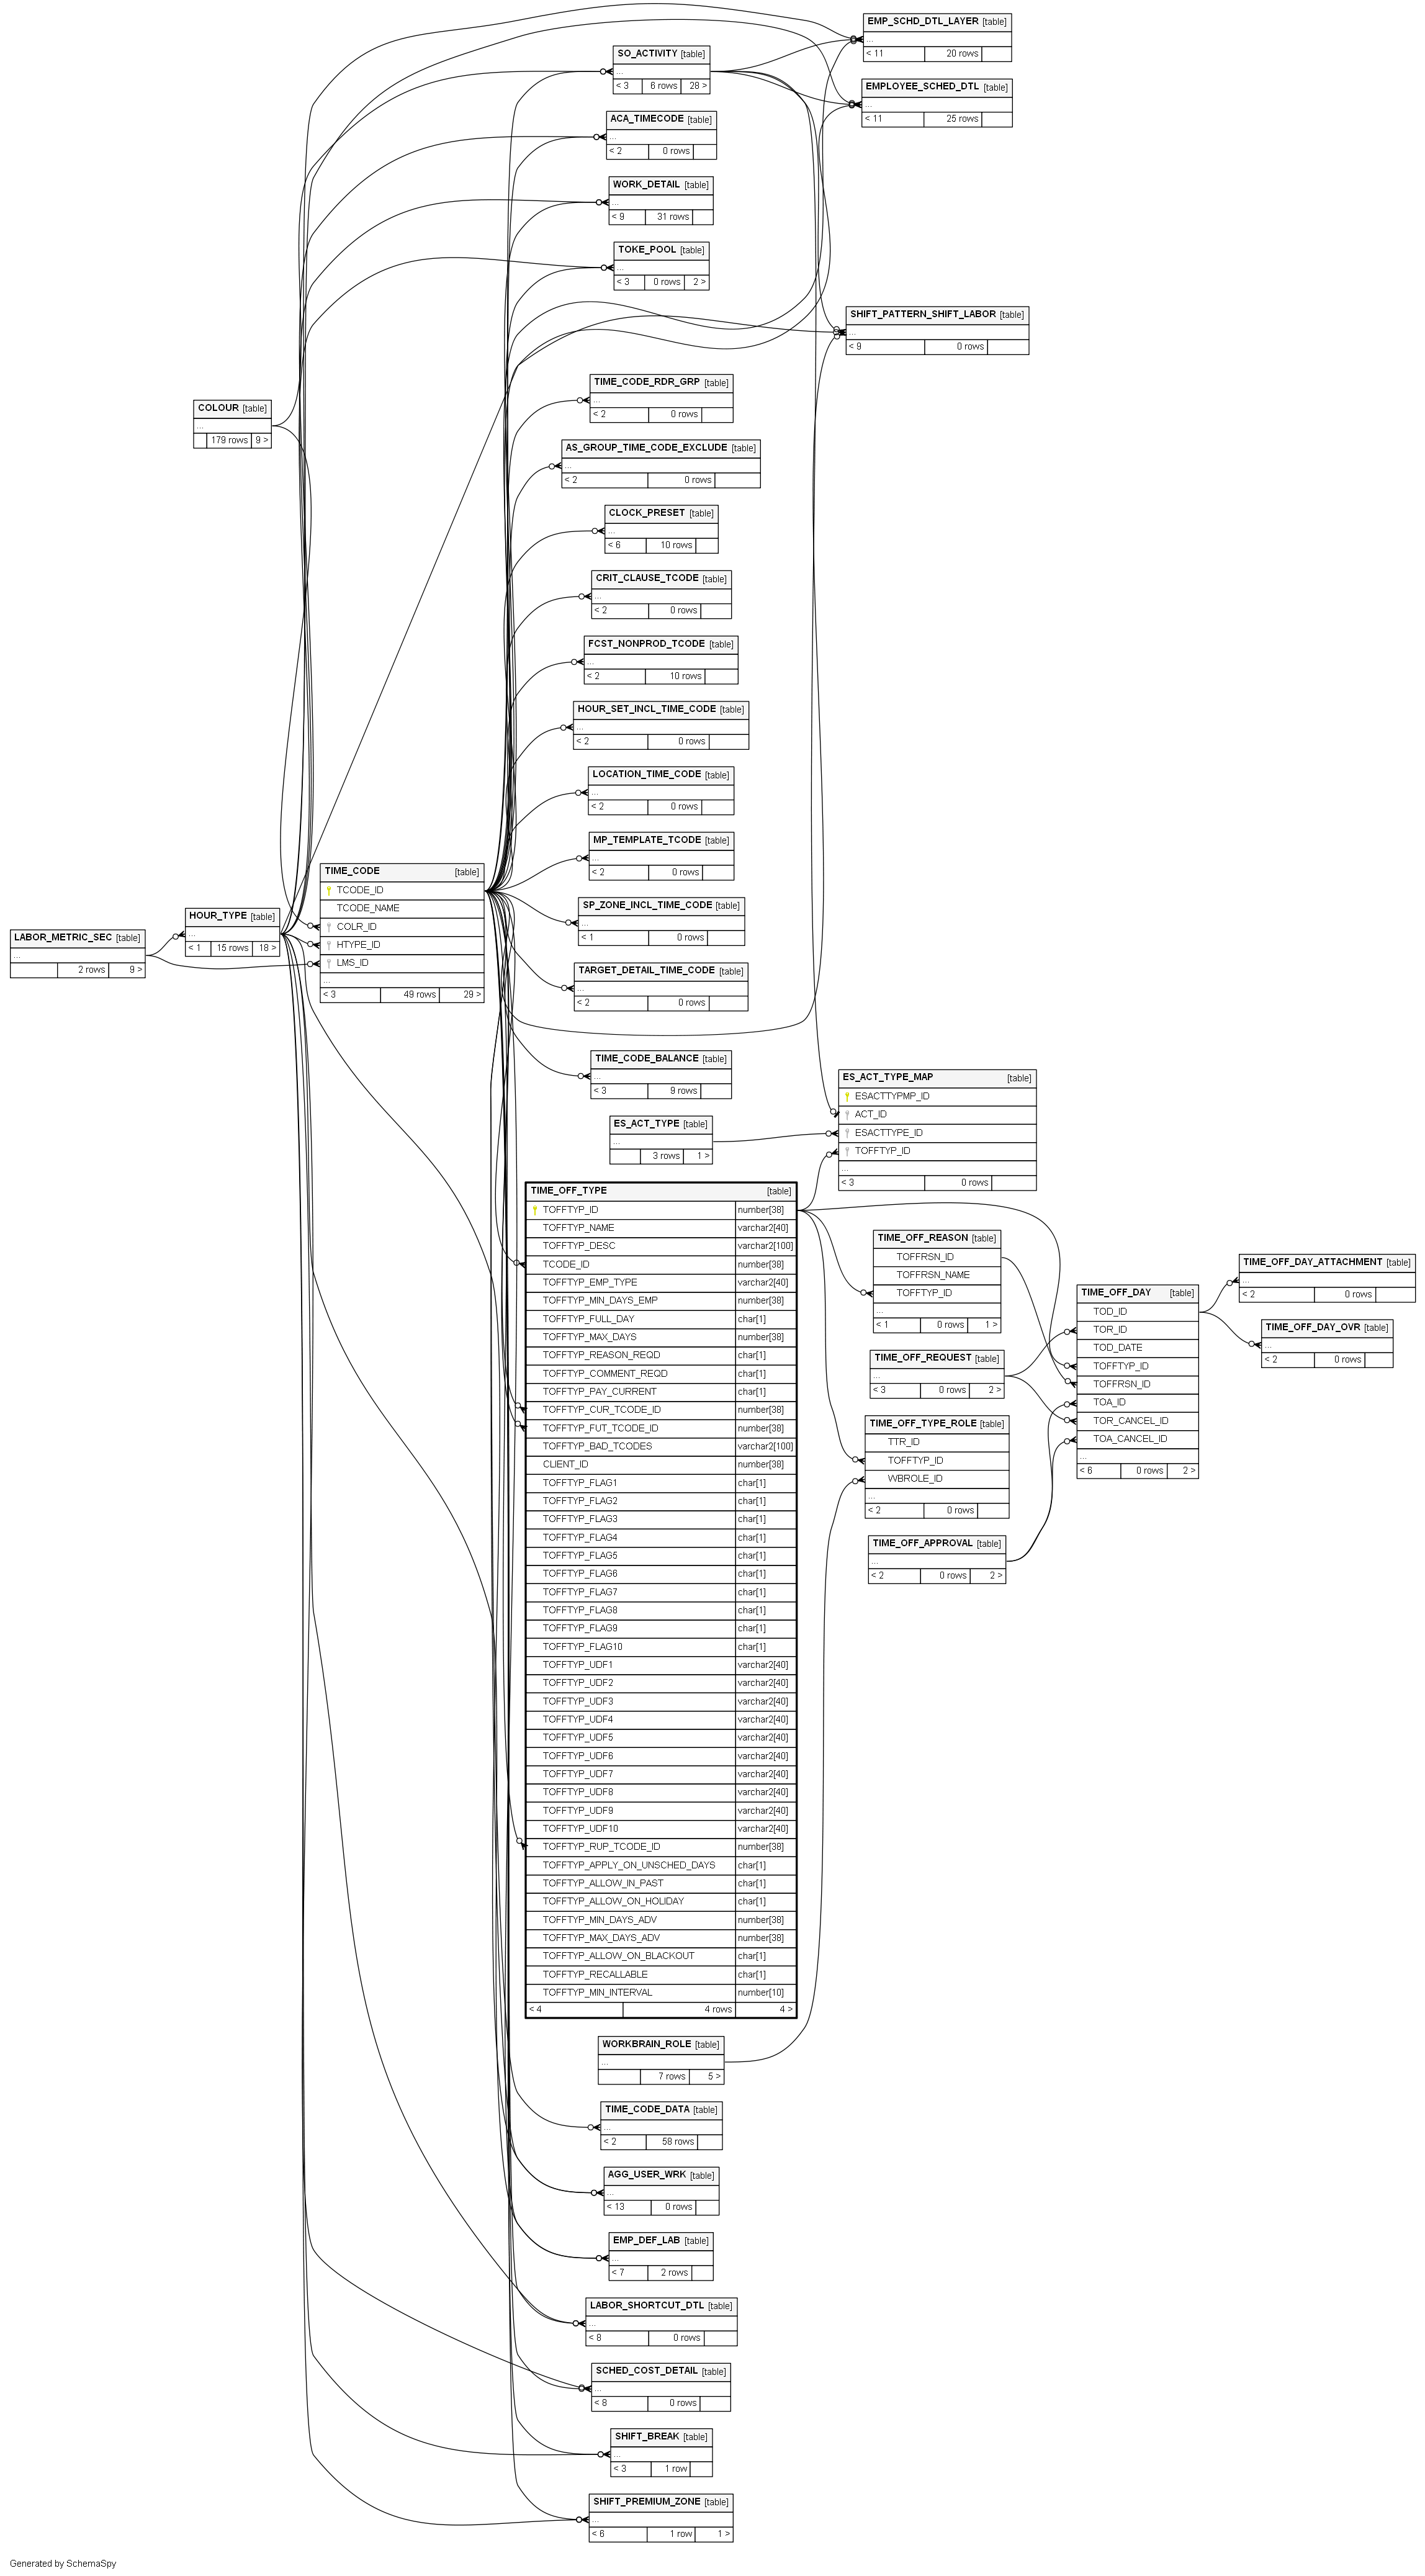 EMP_SCHD_DTL_LAYER [table]
...
< 11 20 rows
SO_ACTIVITY [table]
...
< 3 6 rows 28 >
EMPLOYEE_SCHED_DTL [table]
...
< 11 25 rows
ACA_TIMECODE [table]
...
< 2 0 rows
WORK_DETAIL [table]
...
< 9 31 rows
TOKE_POOL [table]
...
< 3 0 rows 2 >
SHIFT_PATTERN_SHIFT_LABOR [table]
...
< 9 0 rows
TIME_CODE_RDR_GRP [table]
...
< 2 0 rows
COLOUR [table]
...
179 rows 9 >
AS_GROUP_TIME_CODE_EXCLUDE [table]
...
< 2 0 rows
CLOCK_PRESET [table]
...
< 6 10 rows
CRIT_CLAUSE_TCODE [table]
...
< 2 0 rows
FCST_NONPROD_TCODE [table]
...
< 2 10 rows
HOUR_SET_INCL_TIME_CODE [table]
...
< 2 0 rows
LOCATION_TIME_CODE [table]
...
< 2 0 rows
MP_TEMPLATE_TCODE [table]
...
< 2 0 rows
TIME_CODE [table]
TCODE_ID
TCODE_NAME
COLR_ID
HTYPE_ID
LMS_ID
...
< 3 49 rows 29 >
HOUR_TYPE [table]
...
< 1 15 rows 18 >
LABOR_METRIC_SEC [table]
...
2 rows 9 >
SP_ZONE_INCL_TIME_CODE [table]
...
< 1 0 rows
TARGET_DETAIL_TIME_CODE [table]
...
< 2 0 rows
TIME_CODE_BALANCE [table]
...
< 3 9 rows
ES_ACT_TYPE_MAP [table]
ESACTTYPMP_ID
ACT_ID
ESACTTYPE_ID
TOFFTYP_ID
...
< 3 0 rows
ES_ACT_TYPE [table]
...
3 rows 1 >
TIME_OFF_TYPE [table]
TOFFTYP_ID number[38]
TOFFTYP_NAME varchar2[40]
TOFFTYP_DESC varchar2[100]
TCODE_ID number[38]
TOFFTYP_EMP_TYPE varchar2[40]
TOFFTYP_MIN_DAYS_EMP number[38]
TOFFTYP_FULL_DAY char[1]
TOFFTYP_MAX_DAYS number[38]
TOFFTYP_REASON_REQD char[1]
TOFFTYP_COMMENT_REQD char[1]
TOFFTYP_PAY_CURRENT char[1]
TOFFTYP_CUR_TCODE_ID number[38]
TOFFTYP_FUT_TCODE_ID number[38]
TOFFTYP_BAD_TCODES varchar2[100]
CLIENT_ID number[38]
TOFFTYP_FLAG1 char[1]
TOFFTYP_FLAG2 char[1]
TOFFTYP_FLAG3 char[1]
TOFFTYP_FLAG4 char[1]
TOFFTYP_FLAG5 char[1]
TOFFTYP_FLAG6 char[1]
TOFFTYP_FLAG7 char[1]
TOFFTYP_FLAG8 char[1]
TOFFTYP_FLAG9 char[1]
TOFFTYP_FLAG10 char[1]
TOFFTYP_UDF1 varchar2[40]
TOFFTYP_UDF2 varchar2[40]
TOFFTYP_UDF3 varchar2[40]
TOFFTYP_UDF4 varchar2[40]
TOFFTYP_UDF5 varchar2[40]
TOFFTYP_UDF6 varchar2[40]
TOFFTYP_UDF7 varchar2[40]
TOFFTYP_UDF8 varchar2[40]
TOFFTYP_UDF9 varchar2[40]
TOFFTYP_UDF10 varchar2[40]
TOFFTYP_RUP_TCODE_ID number[38]
TOFFTYP_APPLY_ON_UNSCHED_DAYS char[1]
TOFFTYP_ALLOW_IN_PAST char[1]
TOFFTYP_ALLOW_ON_HOLIDAY char[1]
TOFFTYP_MIN_DAYS_ADV number[38]
TOFFTYP_MAX_DAYS_ADV number[38]
TOFFTYP_ALLOW_ON_BLACKOUT char[1]
TOFFTYP_RECALLABLE char[1]
TOFFTYP_MIN_INTERVAL number[10]
< 4 4 rows 4 >
TIME_OFF_REASON [table]
TOFFRSN_ID
TOFFRSN_NAME
TOFFTYP_ID
...
< 1 0 rows 1 >
TIME_OFF_REQUEST [table]
...
< 3 0 rows 2 >
TIME_OFF_TYPE_ROLE [table]
TTR_ID
TOFFTYP_ID
WBROLE_ID
...
< 2 0 rows
TIME_OFF_APPROVAL [table]
...
< 2 0 rows 2 >
TIME_OFF_DAY [table]
TOD_ID
TOR_ID
TOD_DATE
TOFFTYP_ID
TOFFRSN_ID
TOA_ID
TOR_CANCEL_ID
TOA_CANCEL_ID
...
< 6 0 rows 2 >
TIME_OFF_DAY_ATTACHMENT [table]
...
< 2 0 rows
TIME_OFF_DAY_OVR [table]
...
< 2 0 rows
WORKBRAIN_ROLE [table]
...
7 rows 5 >
TIME_CODE_DATA [table]
...
< 2 58 rows
AGG_USER_WRK [table]
...
< 13 0 rows
EMP_DEF_LAB [table]
...
< 7 2 rows
LABOR_SHORTCUT_DTL [table]
...
< 8 0 rows
SCHED_COST_DETAIL [table]
...
< 8 0 rows
SHIFT_BREAK [table]
...
< 3 1 row
SHIFT_PREMIUM_ZONE [table]
...
< 6 1 row 1 >
Generated by SchemaSpy